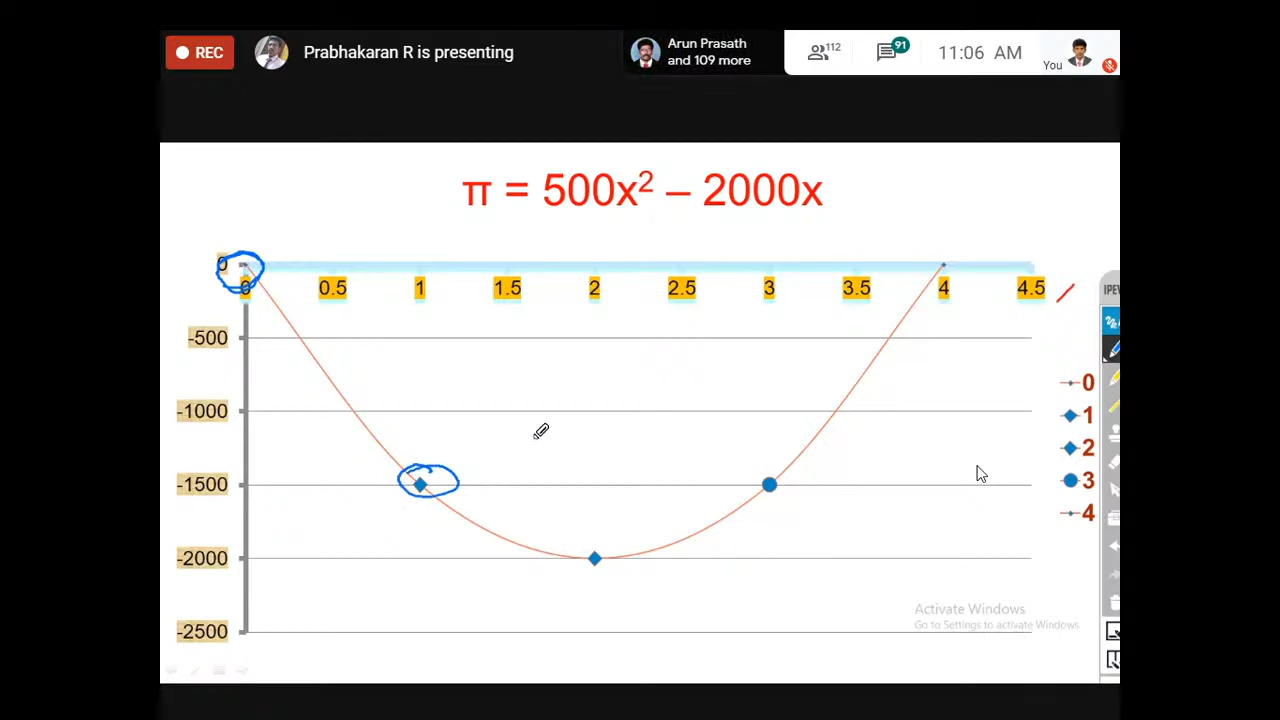 REC
Prabhakaran R is presenting
Arun Prasath
and 109 more
112
91
11:06 AM
You
π = 500x² – 2000x
0
0 0.5 1 1.5 2 2.5 3 3.5 4 4.5
-500
-1000
-1500
-2000
-2500
0
1
2
3
4
Activate Windows
Go to Settings to activate Windows.